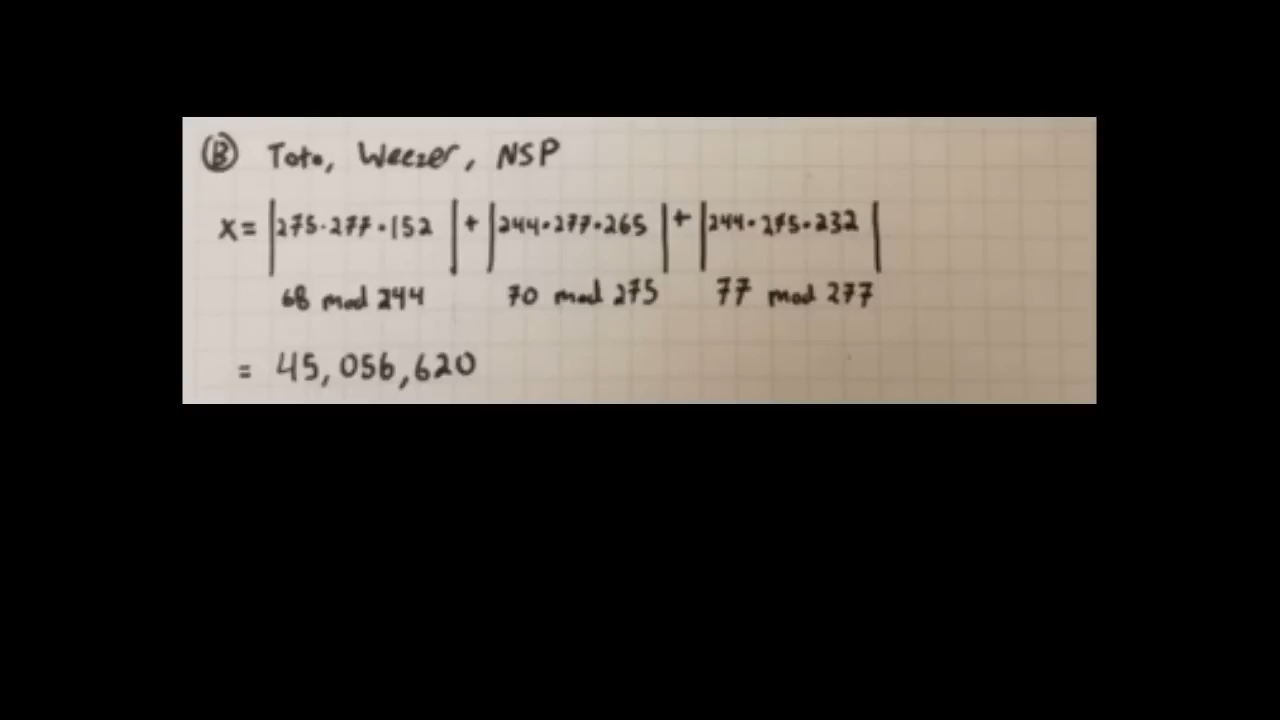 B Toto, Weezer, NSP
x = |275·277·152| + |244·277·265| + |244·275·232|
68 mod 244 70 mod 275 77 mod 277
= 45,056,620